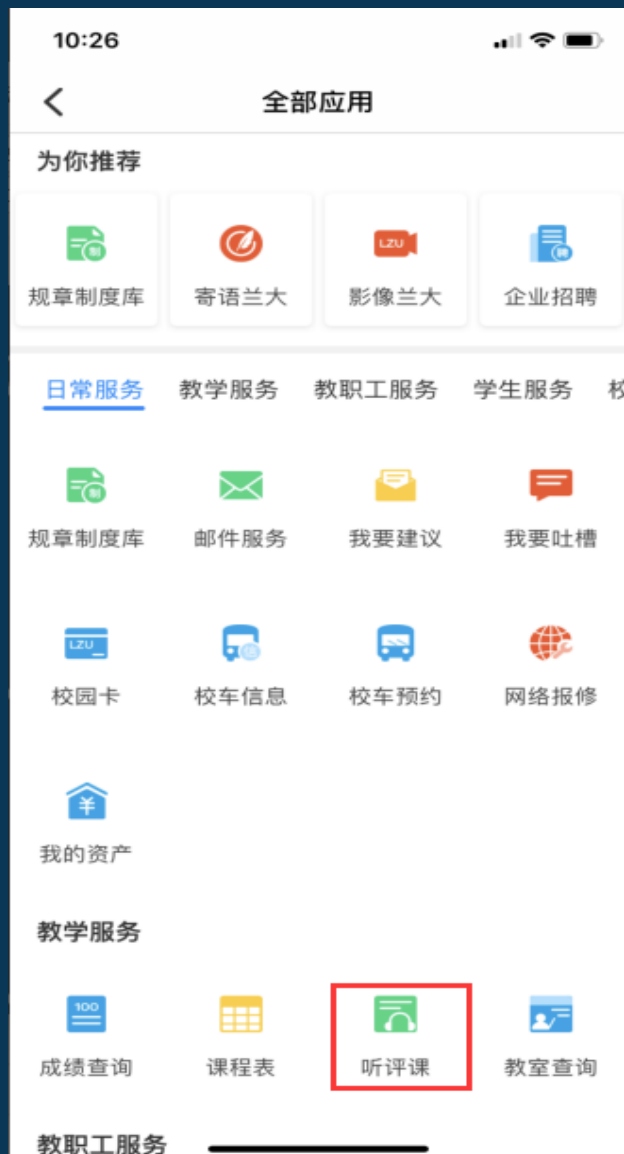 10:26
全部应用
为你推荐
制
LZU
聘
规章制度库 寄语兰大 影像兰大 企业招聘
日常服务 教学服务 教职工服务 学生服务 校
制
规章制度库 邮件服务 我要建议 我要吐槽
LZU
校园卡 校车信息 校车预约 网络报修
¥
我的资产
教学服务
100
成绩查询 课程表 听评课 教室查询
教职工服务